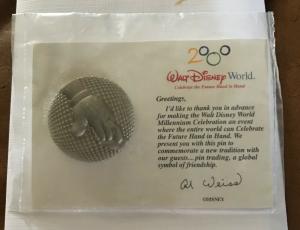 2000
Walt Disney World.
Celebrate the Future Hand in Hand
Greetings,
I'd like to thank you in advance
for making the Walt Disney World
Millennium Celebration an event
where the entire world can Celebrate
the Future Hand in Hand. We
present you with this pin to
commemorate a new tradition with
our guests... pin trading, a global
symbol of friendship.
Al Weiss
©DISNEY